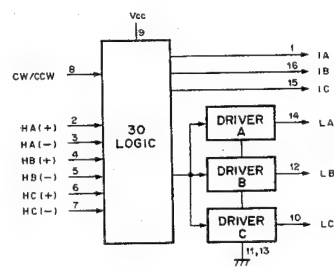 Vcc
9
CW/CCW 8
1 IA
16 IB
15 IC
HA(+) 2
HA(-) 3
HB(+) 4
HB(-) 5
HC(+) 6
HC(-) 7
30
LOGIC
DRIVER
A
14 LA
DRIVER
B
12 LB
DRIVER
C
10 LC
11, 13